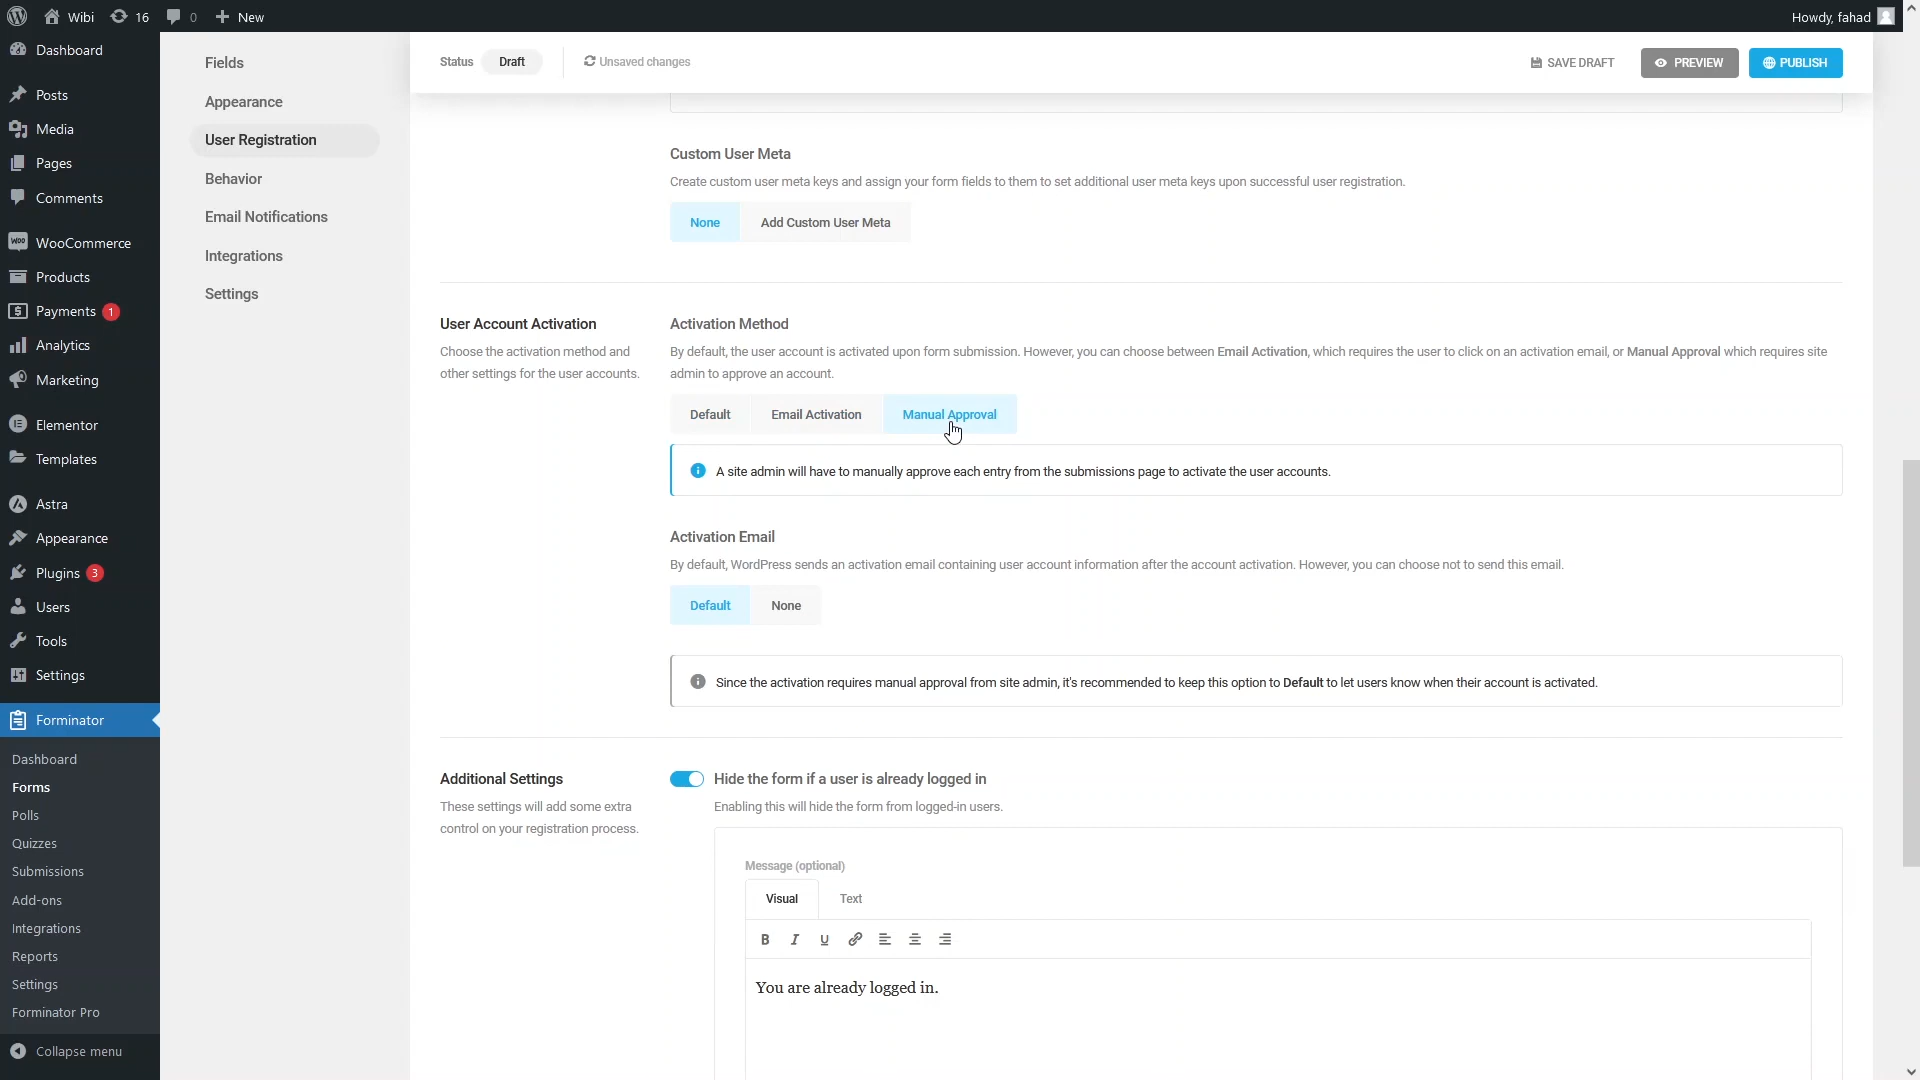 Wibi
16
0
New
Howdy, fahad
Dashboard
Posts
Media
Pages
Comments
WooCommerce
Products
Payments 1
Analytics
Marketing
Elementor
Templates
Astra
Appearance
Plugins 3
Users
Tools
Settings
Forminator
Dashboard
Forms
Polls
Quizzes
Submissions
Add-ons
Integrations
Reports
Settings
Forminator Pro
Collapse menu
Fields
Appearance
User Registration
Behavior
Email Notifications
Integrations
Settings
Status Draft
Unsaved changes
SAVE DRAFT
PREVIEW
PUBLISH
Custom User Meta
Create custom user meta keys and assign your form fields to them to set additional user meta keys upon successful user registration.
None
Add Custom User Meta
User Account Activation
Choose the activation method and
other settings for the user accounts.
Activation Method
By default, the user account is activated upon form submission. However, you can choose between Email Activation, which requires the user to click on an activation email, or Manual Approval which requires site
admin to approve an account.
Default
Email Activation
Manual Approval
A site admin will have to manually approve each entry from the submissions page to activate the user accounts.
Activation Email
By default, WordPress sends an activation email containing user account information after the account activation. However, you can choose not to send this email.
Default
None
Since the activation requires manual approval from site admin, it's recommended to keep this option to Default to let users know when their account is activated.
Additional Settings
These settings will add some extra
control on your registration process.
Hide the form if a user is already logged in
Enabling this will hide the form from logged-in users.
Message (optional)
Visual
Text
B I U
You are already logged in.